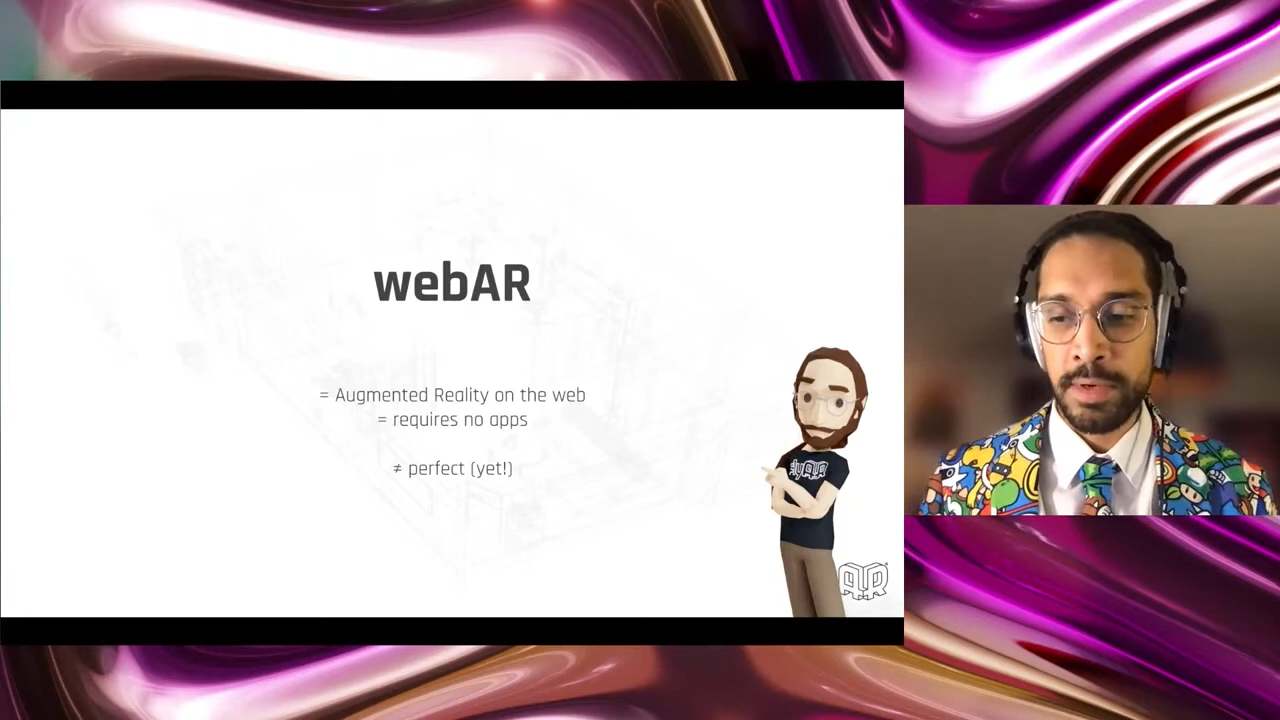 webAR
= Augmented Reality on the web
= requires no apps
≠ perfect (yet!)